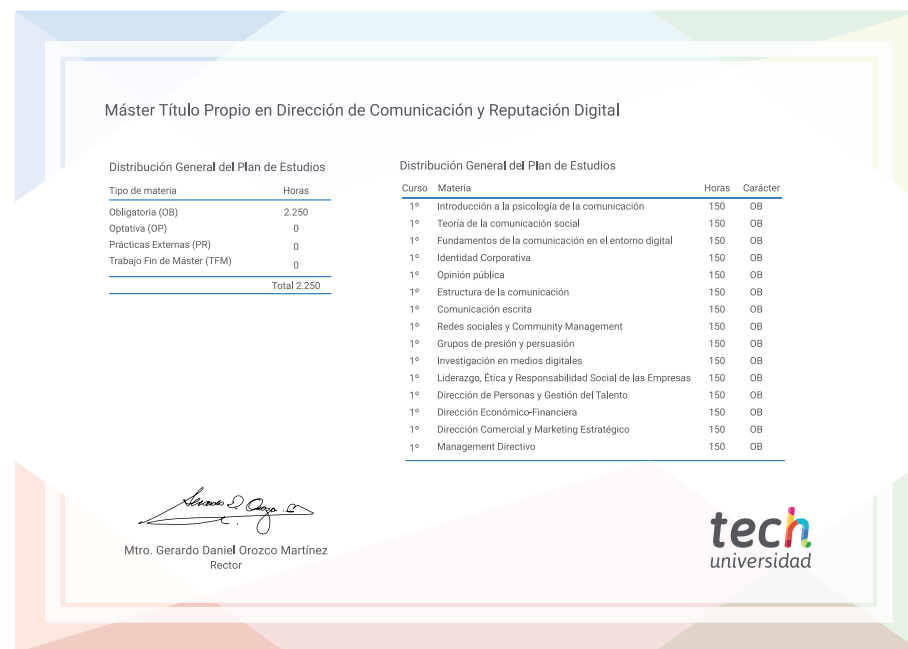 Máster Título Propio en Dirección de Comunicación y Reputación Digital
Distribución General del Plan de Estudios
Tipo de materia Horas
Obligatoria (OB) 2.250
Optativa (OP) 0
Prácticas Externas (PR) 0
Trabajo Fin de Máster (TFM) 0
Total 2.250
Distribución General del Plan de Estudios
Curso Materia Horas Carácter
1º Introducción a la psicología de la comunicación 150 OB
1º Teoría de la comunicación social 150 OB
1º Fundamentos de la comunicación en el entorno digital 150 OB
1º Identidad Corporativa 150 OB
1º Opinión pública 150 OB
1º Estructura de la comunicación 150 OB
1º Comunicación escrita 150 OB
1º Redes sociales y Community Management 150 OB
1º Grupos de presión y persuasión 150 OB
1º Investigación en medios digitales 150 OB
1º Liderazgo, Ética y Responsabilidad Social de las Empresas 150 OB
1º Dirección de Personas y Gestión del Talento 150 OB
1º Dirección Económico-Financiera 150 OB
1º Dirección Comercial y Marketing Estratégico 150 OB
1º Management Directivo 150 OB
Mtro. Gerardo Daniel Orozco Martínez
Rector
tech
universidad